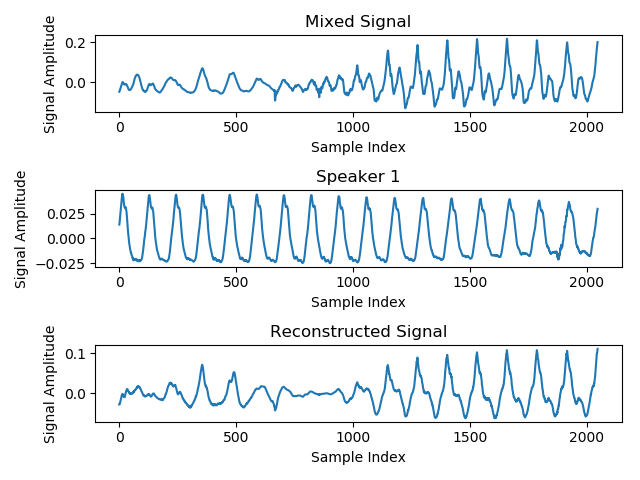 Mixed Signal
Signal Amplitude
0.2
0.0
0
500
1000
1500
2000
Sample Index
Speaker 1
Signal Amplitude
0.025
0.000
−0.025
0
500
1000
1500
2000
Sample Index
Reconstructed Signal
Signal Amplitude
0.1
0.0
0
500
1000
1500
2000
Sample Index